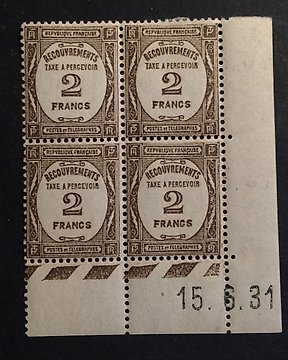 REPUBLIQUE FRANÇAISE REPUBLIQUE FRANÇAISE
RECOUVREMENTS RECOUVREMENTS
TAXE A PERCEVOIR TAXE A PERCEVOIR
2 2
FRANCS FRANCS
POSTES ET TELEGRAPHES POSTES ET TELEGRAPHES
REPUBLIQUE FRANÇAISE REPUBLIQUE FRANÇAISE
RECOUVREMENTS RECOUVREMENTS
TAXE A PERCEVOIR TAXE A PERCEVOIR
2 2
FRANCS FRANCS
POSTES ET TELEGRAPHES POSTES ET TELEGRAPHES
15.6.31